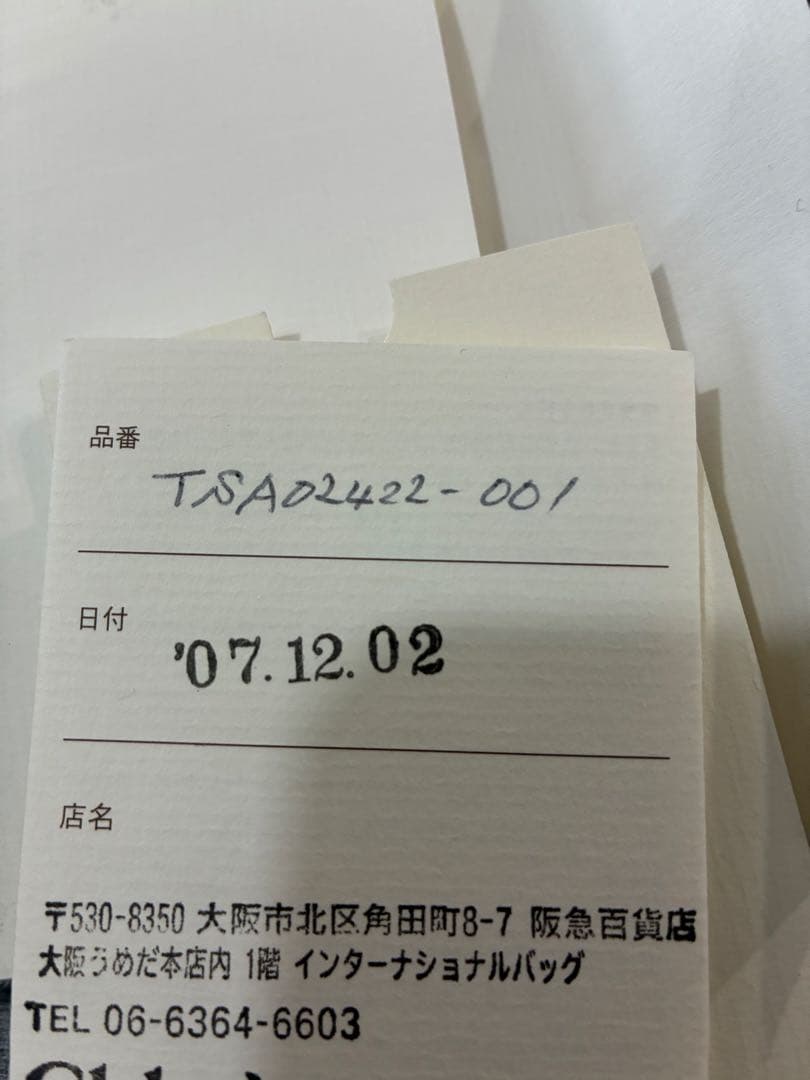 品番
TSA02422-001
日付
'07.12.02
店名
〒530-8350 大阪市北区角田町8-7 阪急百貨店
大阪うめだ本店内 1階 インターナショナルバッグ
TEL 06-6364-6603